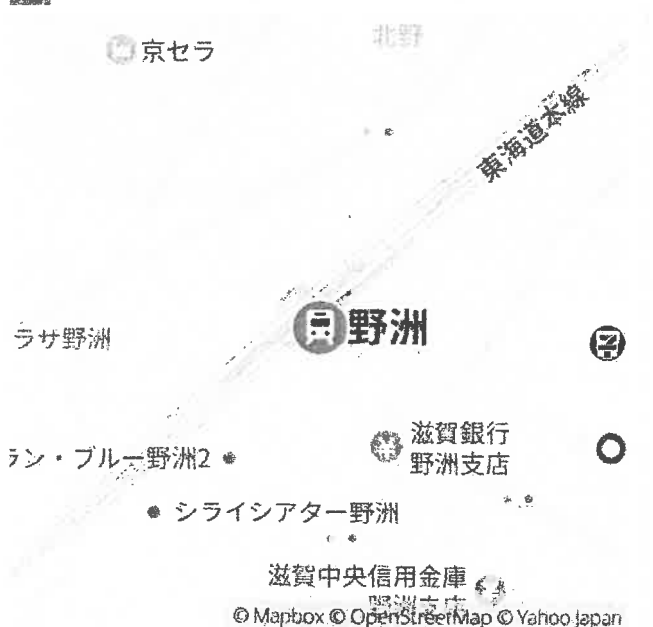 京セラ
北野
東海道本線
野洲
ラサ野洲
滋賀銀行
野洲支店
ラン・ブルー野洲2
シライシアター野洲
滋賀中央信用金庫
野洲支店
© Mapbox © OpenStreetMap © Yahoo Japan